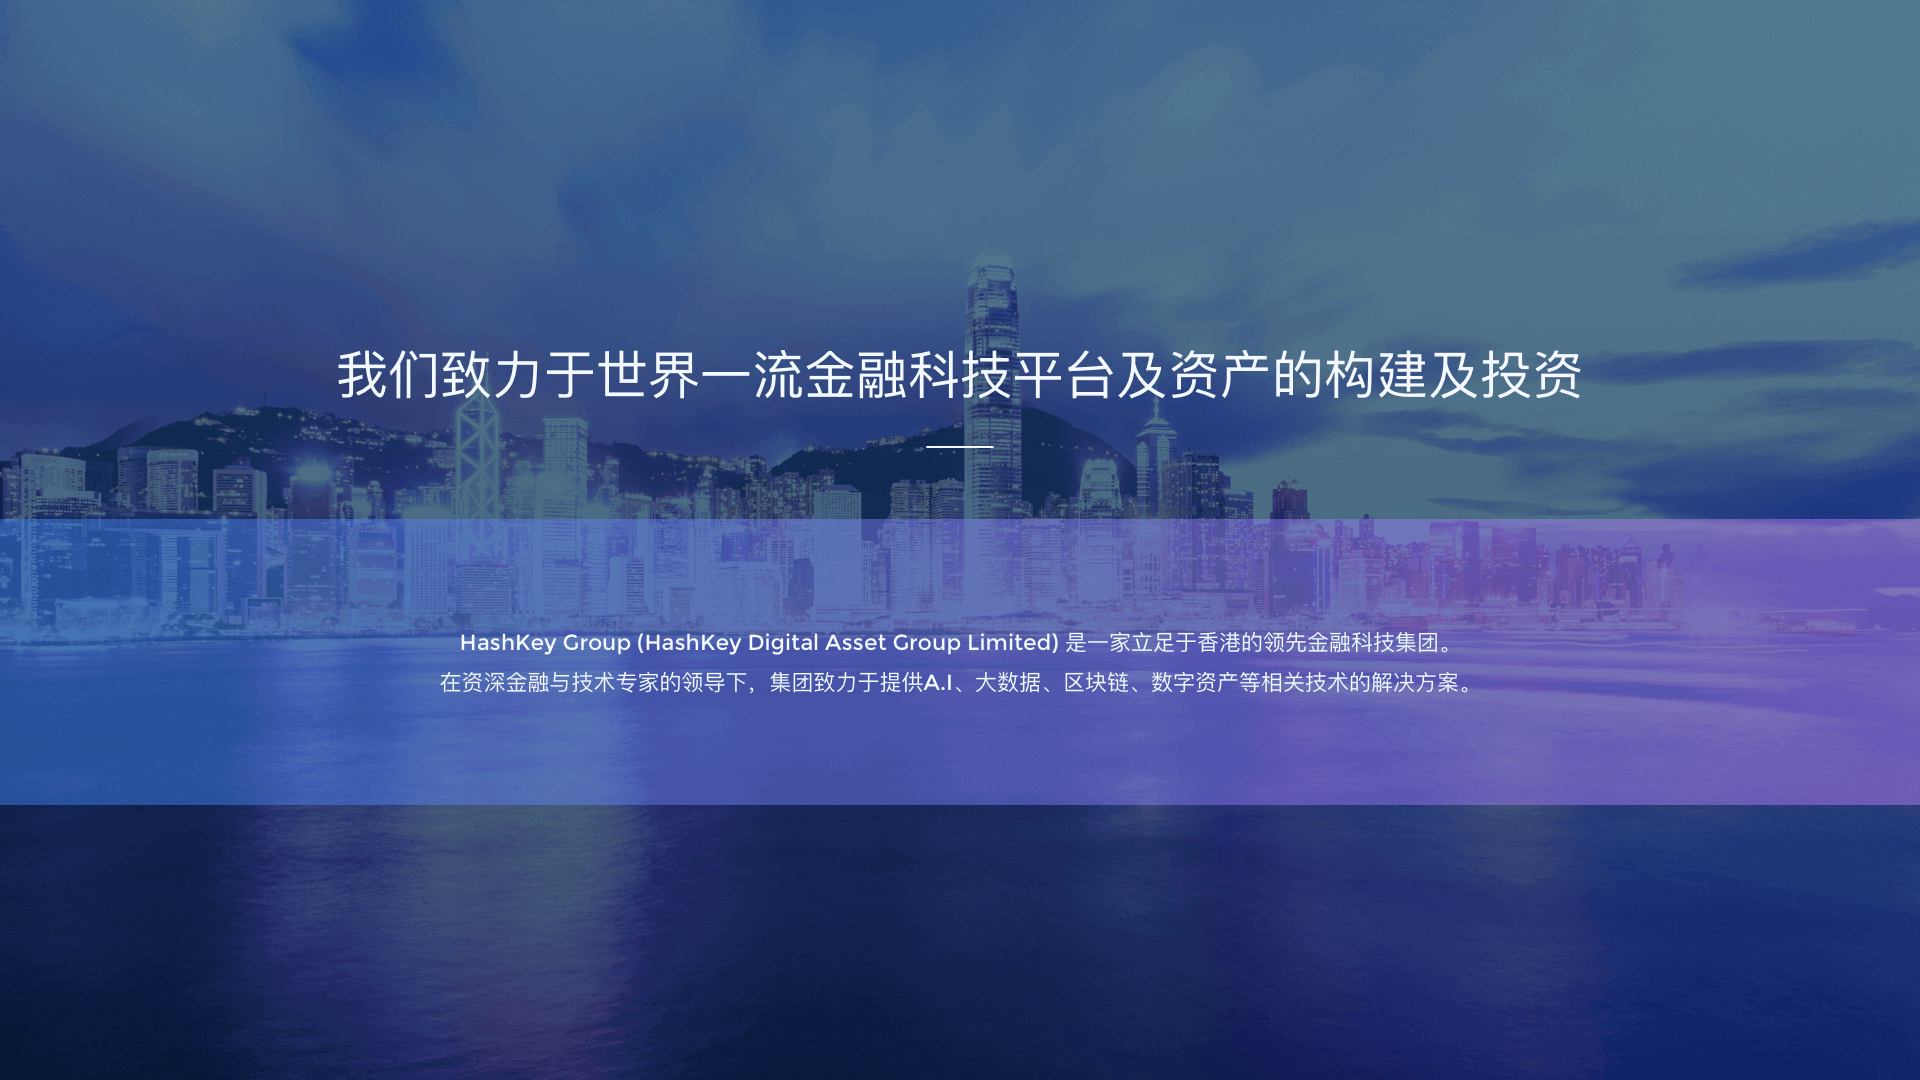 我们致力于世界一流金融科技平台及资产的构建及投资
HashKey Group (HashKey Digital Asset Group Limited) 是一家立足于香港的领先金融科技集团。
在资深金融与技术专家的领导下，集团致力于提供A.I、大数据、区块链、数字资产等相关技术的解决方案。